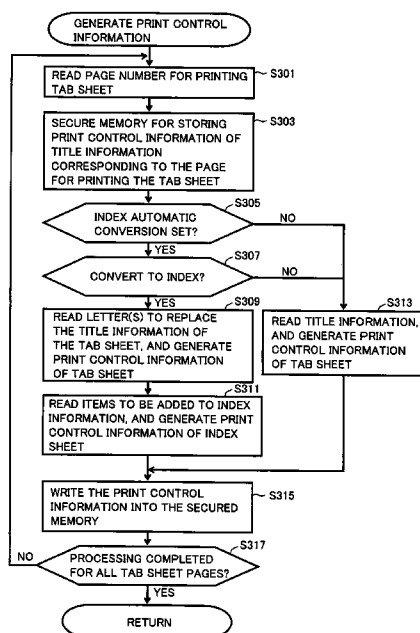 GENERATE PRINT CONTROL
INFORMATION
S301
READ PAGE NUMBER FOR PRINTING
TAB SHEET
S303
SECURE MEMORY FOR STORING
PRINT CONTROL INFORMATION OF
TITLE INFORMATION
CORRESPONDING TO THE PAGE
FOR PRINTING THE TAB SHEET
S305
INDEX AUTOMATIC
CONVERSION SET?
NO
YES
S307
CONVERT TO INDEX?
NO
YES
S309
READ LETTER(S) TO REPLACE
THE TITLE INFORMATION OF
THE TAB SHEET, AND GENERATE
PRINT CONTROL INFORMATION
OF TAB SHEET
S313
READ TITLE INFORMATION,
AND GENERATE PRINT
CONTROL INFORMATION
OF TAB SHEET
S311
READ ITEMS TO BE ADDED TO INDEX
INFORMATION, AND GENERATE PRINT
CONTROL INFORMATION OF INDEX
SHEET
S315
WRITE THE PRINT CONTROL
INFORMATION INTO THE SECURED
MEMORY
S317
NO
PROCESSING COMPLETED
FOR ALL TAB SHEET PAGES?
YES
RETURN